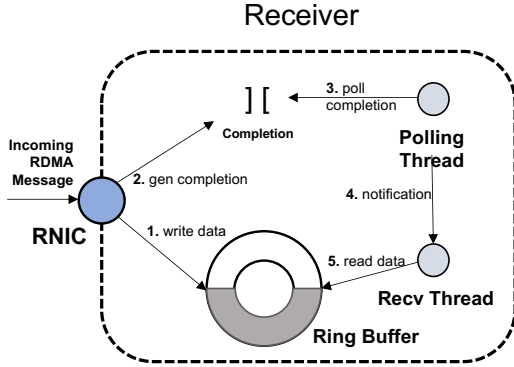 Receiver
3. poll
completion
] [
Completion
Polling
Thread
Incoming
RDMA
Message
2. gen completion
4. notification
RNIC
1. write data
5. read data
Recv Thread
Ring Buffer